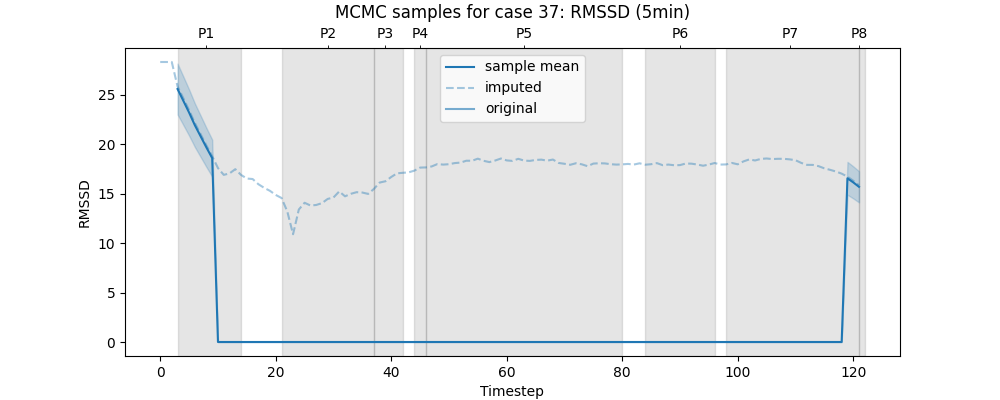 MCMC samples for case 37: RMSSD (5min)
P1 P2 P3 P4 P5 P6 P7 P8
sample mean
imputed
original
RMSSD
25
20
15
10
5
0
0 20 40 60 80 100 120
Timestep